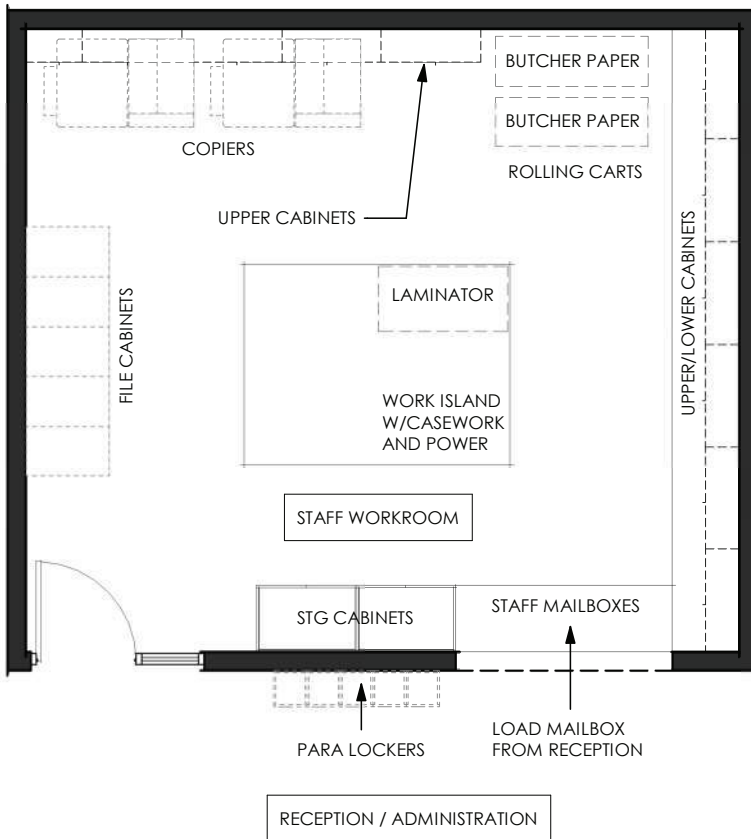 BUTCHER PAPER
BUTCHER PAPER
COPIERS
ROLLING CARTS
UPPER CABINETS
FILE CABINETS
LAMINATOR
UPPER/LOWER CABINETS
WORK ISLAND
W/CASEWORK
AND POWER
STAFF WORKROOM
STG CABINETS
STAFF MAILBOXES
PARA LOCKERS
LOAD MAILBOX
FROM RECEPTION
RECEPTION / ADMINISTRATION